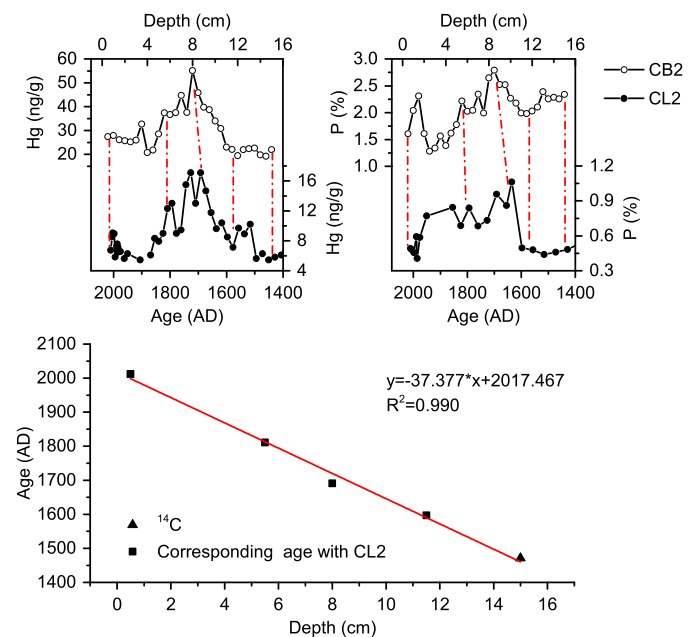 Depth (cm)
0 4 8 12 16
Hg (ng/g)
60
50
40
30
20
16
12
8
4
Hg (ng/g)
2000 1800 1600 1400
Age (AD)
Depth (cm)
0 4 8 12 16
P (%)
3.0
2.5
2.0
1.5
1.0
1.2
0.9
0.6
0.3
P (%)
2000 1800 1600 1400
Age (AD)
CB2
CL2
2100
2000
1900
1800
1700
1600
1500
1400
Age (AD)
y=-37.377*x+2017.467
R²=0.990
¹⁴C
Corresponding age with CL2
0 2 4 6 8 10 12 14 16
Depth (cm)